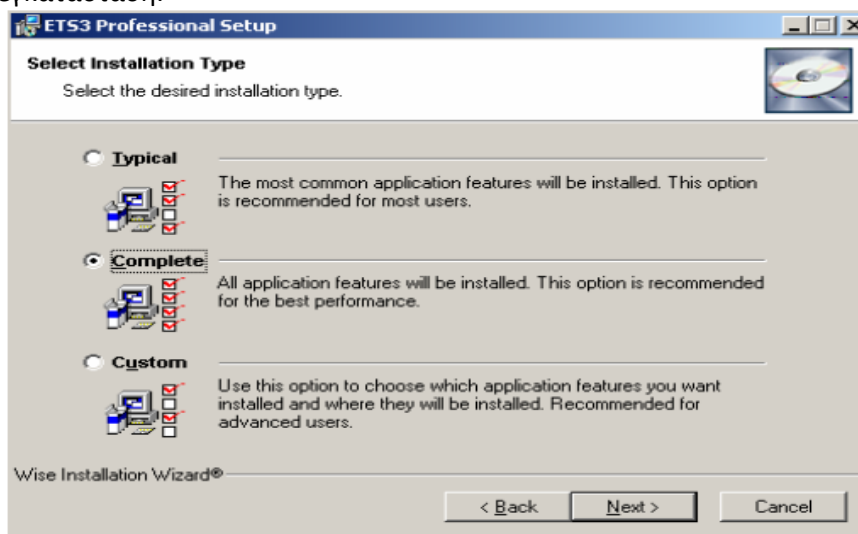 εγκατάσταση.
ETS3 Professional Setup
Select Installation Type
Select the desired installation type.
Typical
The most common application features will be installed. This option
is recommended for most users.
Complete
All application features will be installed. This option is recommended
for the best performance.
Custom
Use this option to choose which application features you want
installed and where they will be installed. Recommended for
advanced users.
Wise Installation Wizard®
< Back Next > Cancel